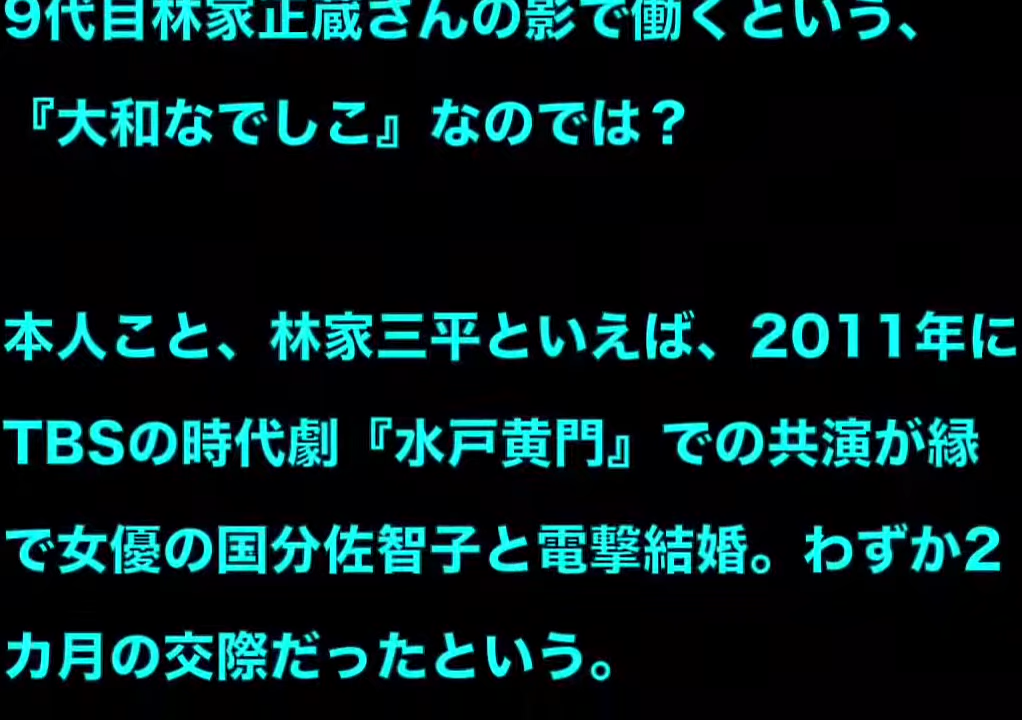 9代目林家正蔵さんの影で働くという、
『大和なでしこ』なのでは？
本人こと、林家三平といえば、2011年に
TBSの時代劇『水戸黄門』での共演が縁
で女優の国分佐智子と電撃結婚。わずか2
カ月の交際だったという。